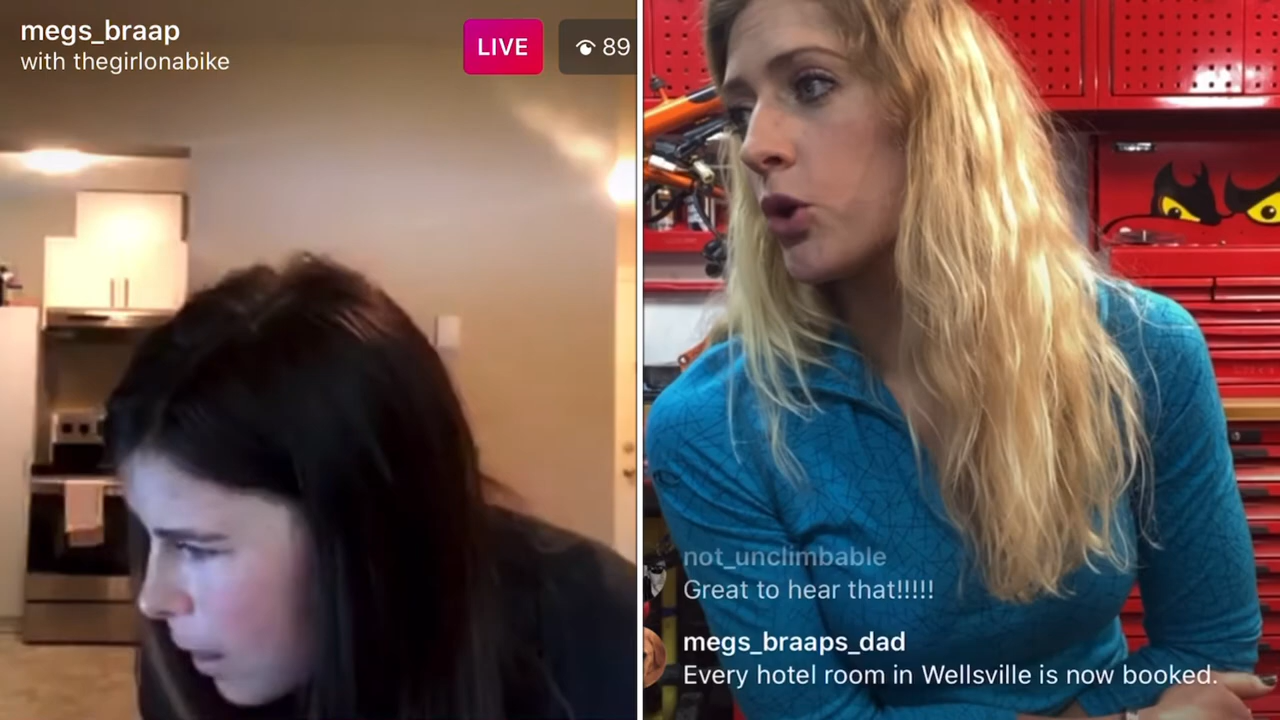 megs_braap
with thegirlonabike
LIVE
89
not_unclimbable
Great to hear that!!!!!
megs_braaps_dad
Every hotel room in Wellsville is now booked.